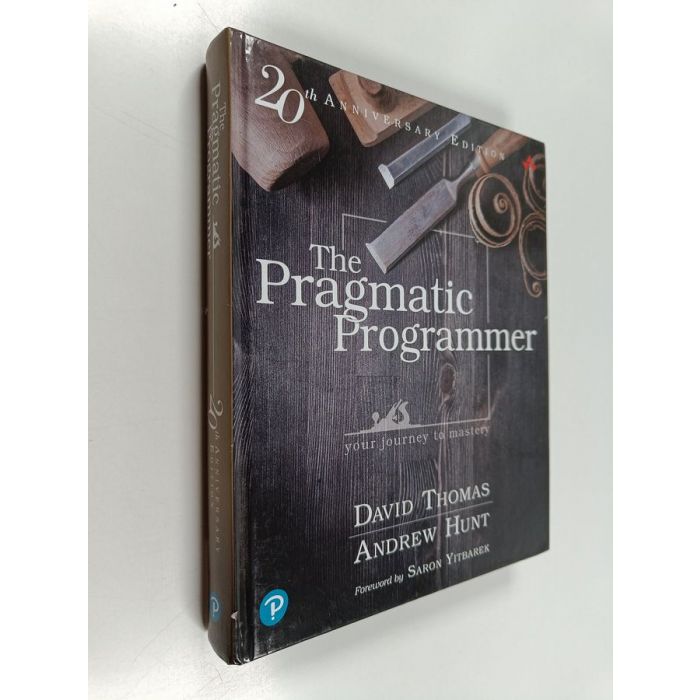 20th ANNIVERSARY EDITION
The
Pragmatic
Programmer
your journey to mastery
DAVID THOMAS
ANDREW HUNT
Foreword by SARON YITBAREK
P
The
Pragmatic
Programmer
20th ANNIVERSARY
EDITION
P